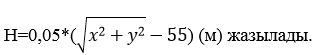 H=0,05*(√(x² + y²) − 55) (м) жазылады.